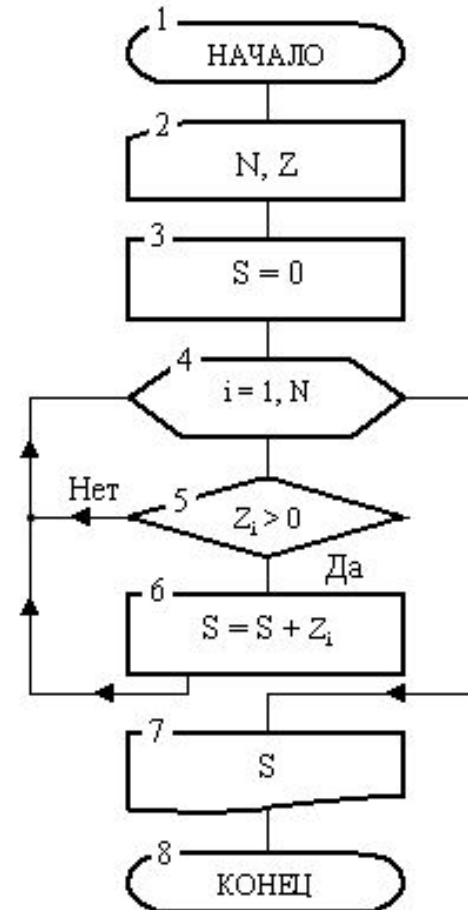 1
НАЧАЛО
2
N, Z
3
S = 0
4
i = 1, N
Нет
5
Zi > 0
Да
6
S = S + Zi
7
S
8
КОНЕЦ